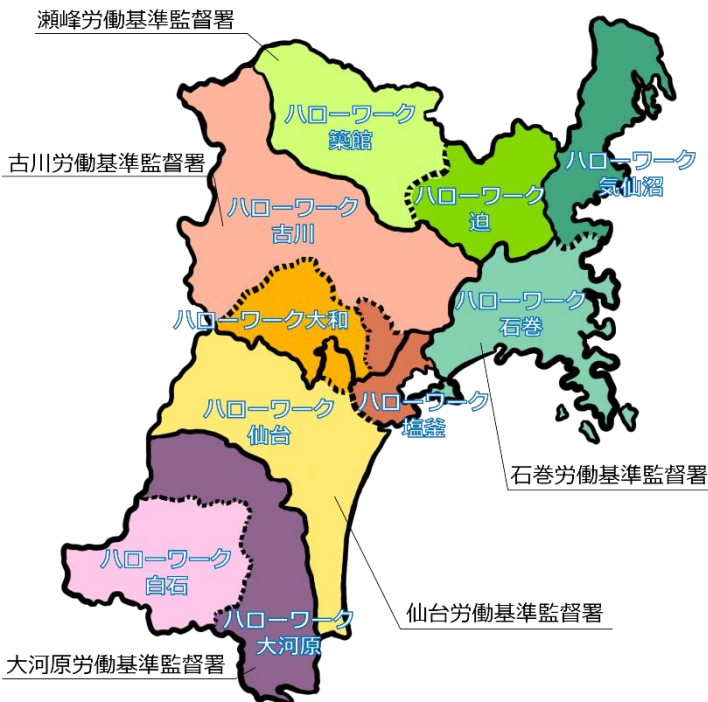 瀬峰労働基準監督署
ハローワーク
築館
古川労働基準監督署
ハローワーク
気仙沼
ハローワーク
迫
ハローワーク
古川
ハローワーク
石巻
ハローワーク大和
ハローワーク
塩釜
ハローワーク
仙台
石巻労働基準監督署
ハローワーク
白石
仙台労働基準監督署
ハローワーク
大河原
大河原労働基準監督署